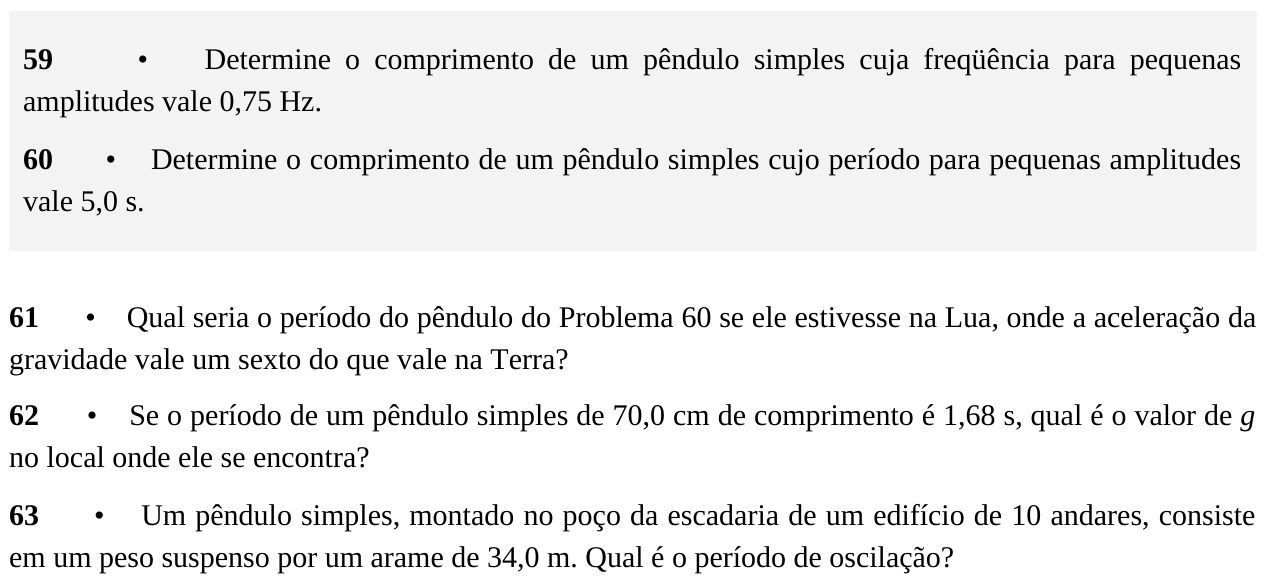 59 • Determine o comprimento de um pêndulo simples cuja freqüência para pequenas
amplitudes vale 0,75 Hz.
60 • Determine o comprimento de um pêndulo simples cujo período para pequenas amplitudes
vale 5,0 s.
61 • Qual seria o período do pêndulo do Problema 60 se ele estivesse na Lua, onde a aceleração da
gravidade vale um sexto do que vale na Terra?
62 • Se o período de um pêndulo simples de 70,0 cm de comprimento é 1,68 s, qual é o valor de g
no local onde ele se encontra?
63 • Um pêndulo simples, montado no poço da escadaria de um edifício de 10 andares, consiste
em um peso suspenso por um arame de 34,0 m. Qual é o período de oscilação?